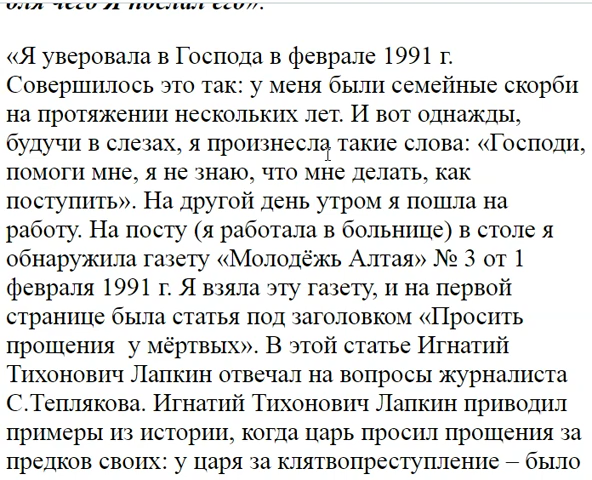 для чего Я послал его».
«Я уверовала в Господа в феврале 1991 г.
Совершилось это так: у меня были семейные скорби
на протяжении нескольких лет. И вот однажды,
будучи в слезах, я произнесла такие слова: «Господи,
помоги мне, я не знаю, что мне делать, как
поступить». На другой день утром я пошла на
работу. На посту (я работала в больнице) в столе я
обнаружила газету «Молодёжь Алтая» № 3 от 1
февраля 1991 г. Я взяла эту газету, и на первой
странице была статья под заголовком «Просить
прощения  у мёртвых». В этой статье Игнатий
Тихонович Лапкин отвечал на вопросы журналиста
С.Теплякова. Игнатий Тихонович Лапкин приводил
примеры из истории, когда царь просил прощения за
предков своих: у царя за клятвопреступление – было